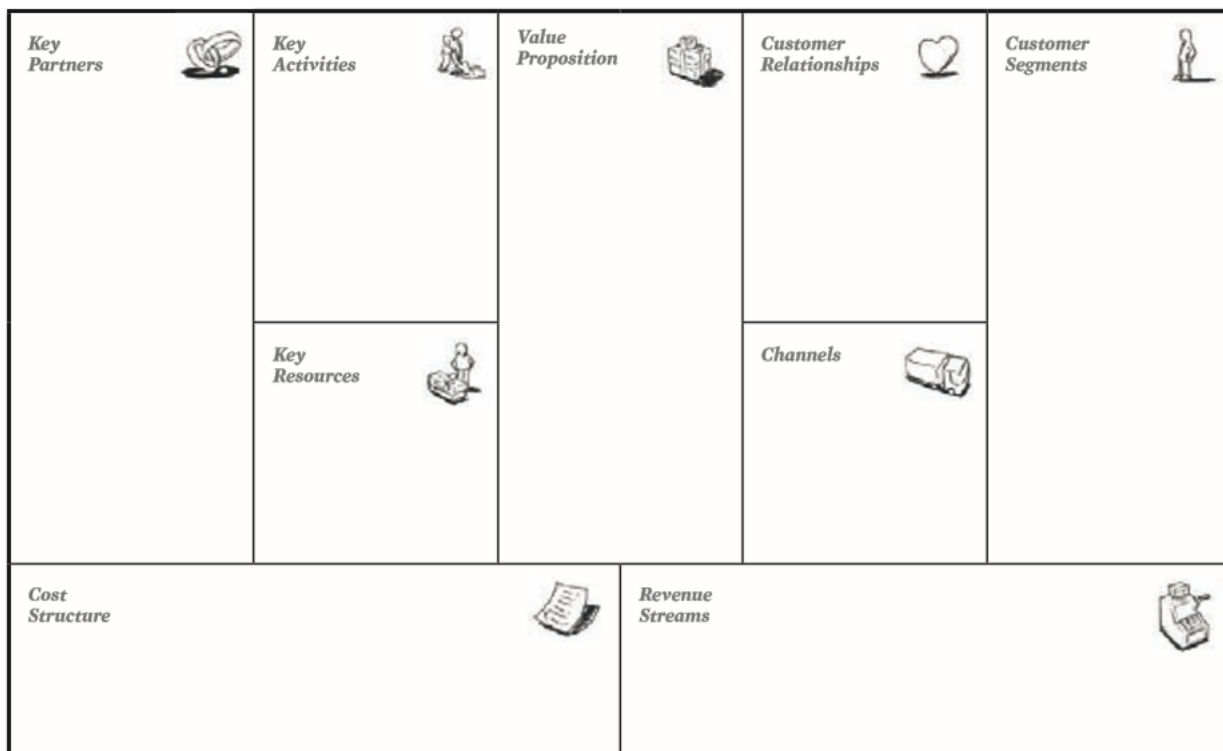 Key
Partners
Key
Activities
Value
Proposition
Customer
Relationships
Customer
Segments
Key
Resources
Channels
Cost
Structure
Revenue
Streams